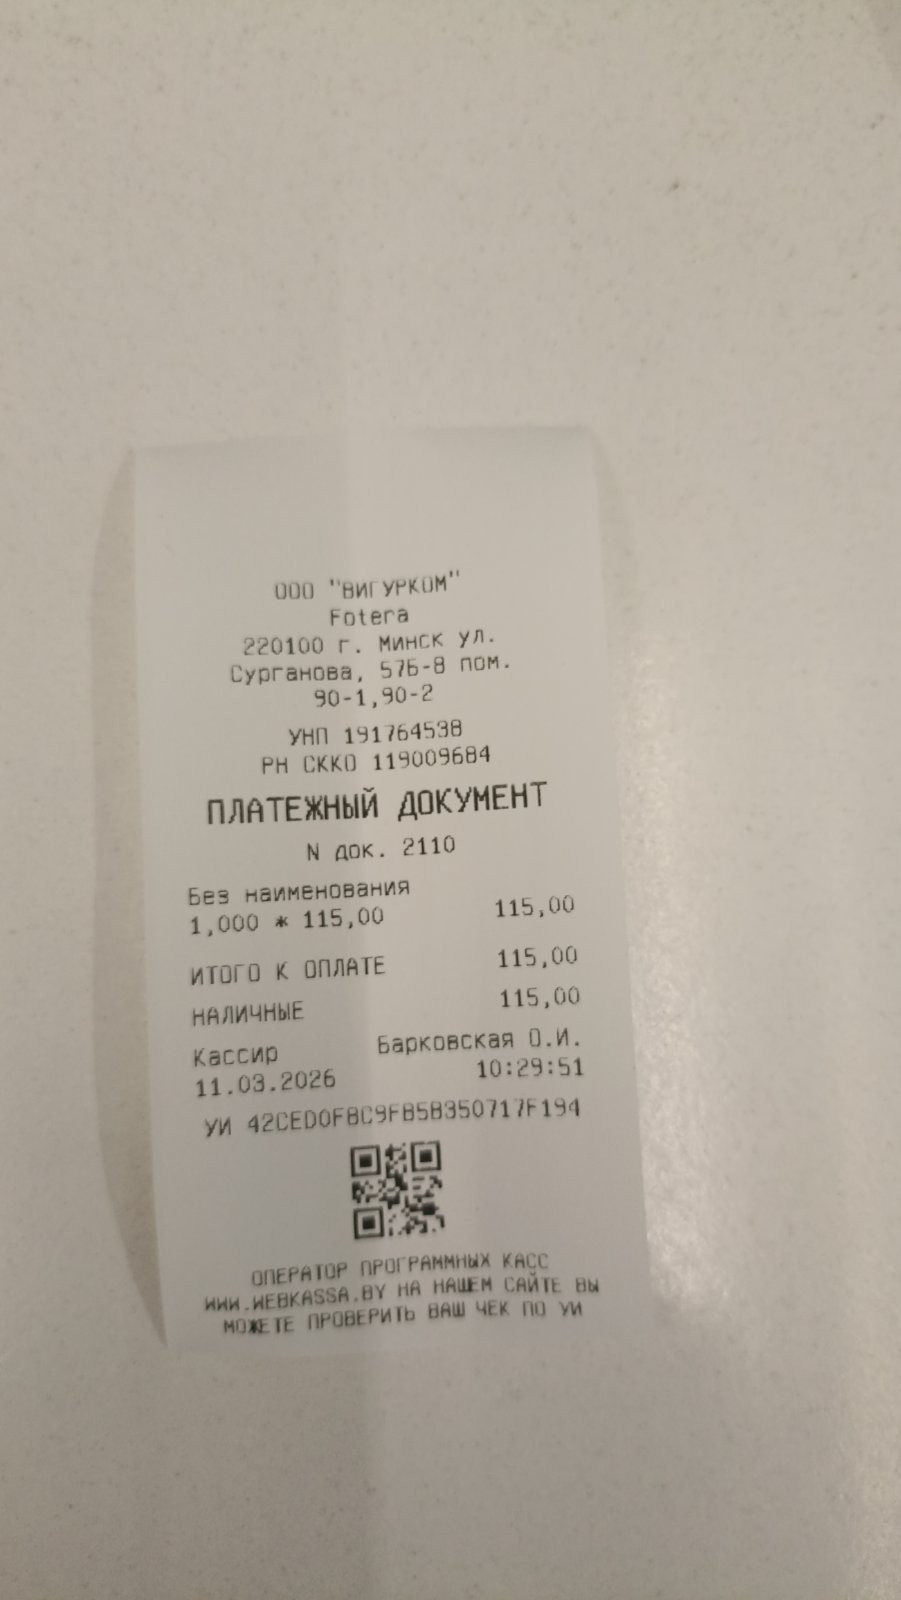 ООО "ВИГУРКОМ"
Fotera
220100 г. Минск ул.
Сурганова, 57Б-8 пом.
90-1,90-2
УНП 191764538
РН СККО 119009684
ПЛАТЕЖНЫЙ ДОКУМЕНТ
N док. 2110
Без наименования
1,000 * 115,00 115,00
ИТОГО К ОПЛАТЕ 115,00
НАЛИЧНЫЕ 115,00
Кассир Барковская О.И.
11.03.2026 10:29:51
УИ 42CED0F8C9FB5B350717F194
ОПЕРАТОР ПРОГРАММНЫХ КАСС
WWW.WEBKASSA.BY НА НАШЕМ САЙТЕ ВЫ
МОЖЕТЕ ПРОВЕРИТЬ ВАШ ЧЕК ПО УИ